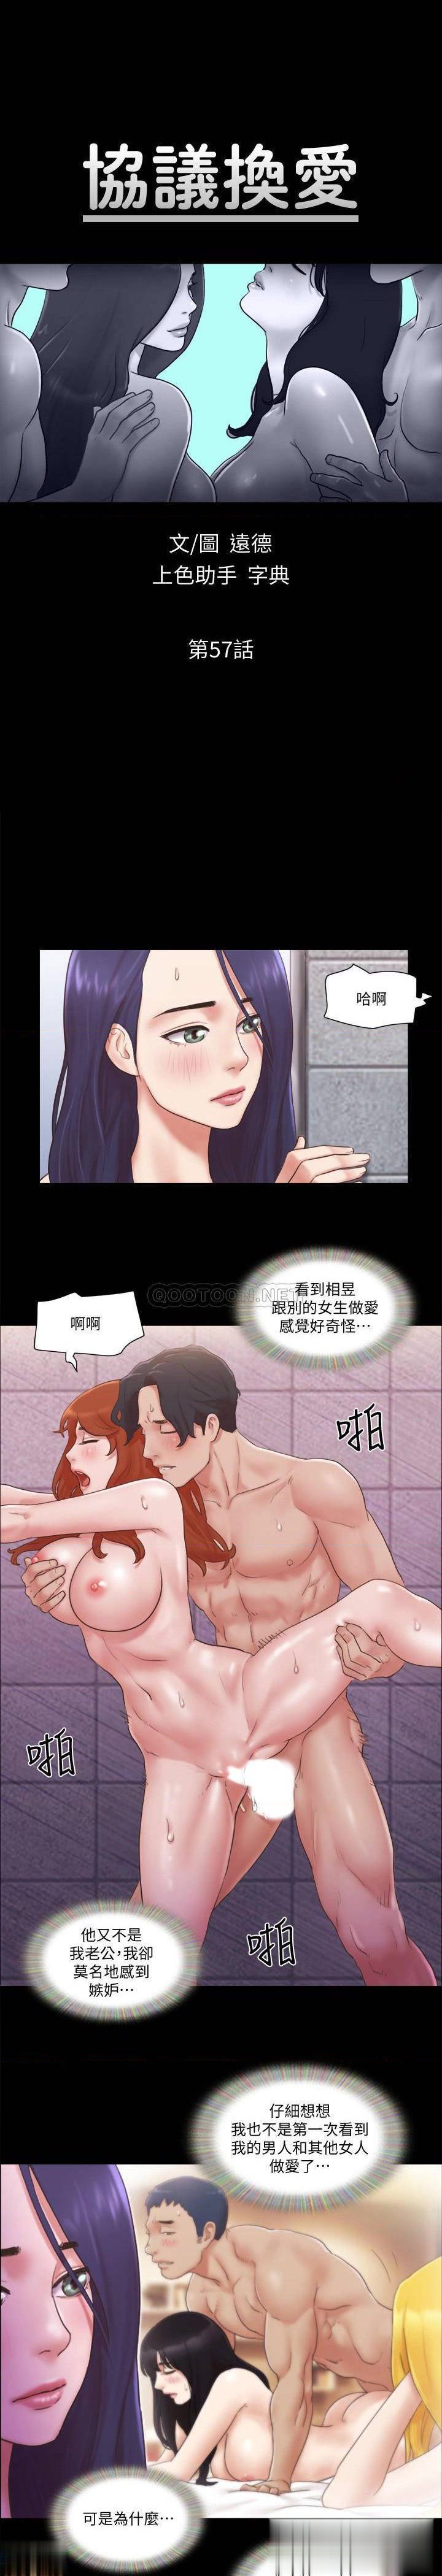 協議換愛
文/圖 遠德
上色助手 字典
第57話
哈啊
QOOTOON.NET
看到相昱
跟別的女生做愛
感覺好奇怪…
啊啊
啪
啪
啪
他又不是
我老公,我卻
莫名地感到
嫉妒…
仔細想想
我也不是第一次看到
我的男人和其他女人
做愛了…
可是為什麼…